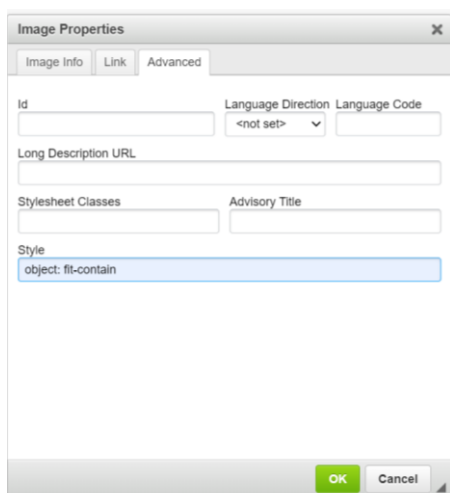 Image Properties
Image Info Link Advanced
Id Language Direction Language Code
<not set>
Long Description URL
Stylesheet Classes Advisory Title
Style
object: fit-contain
OK Cancel